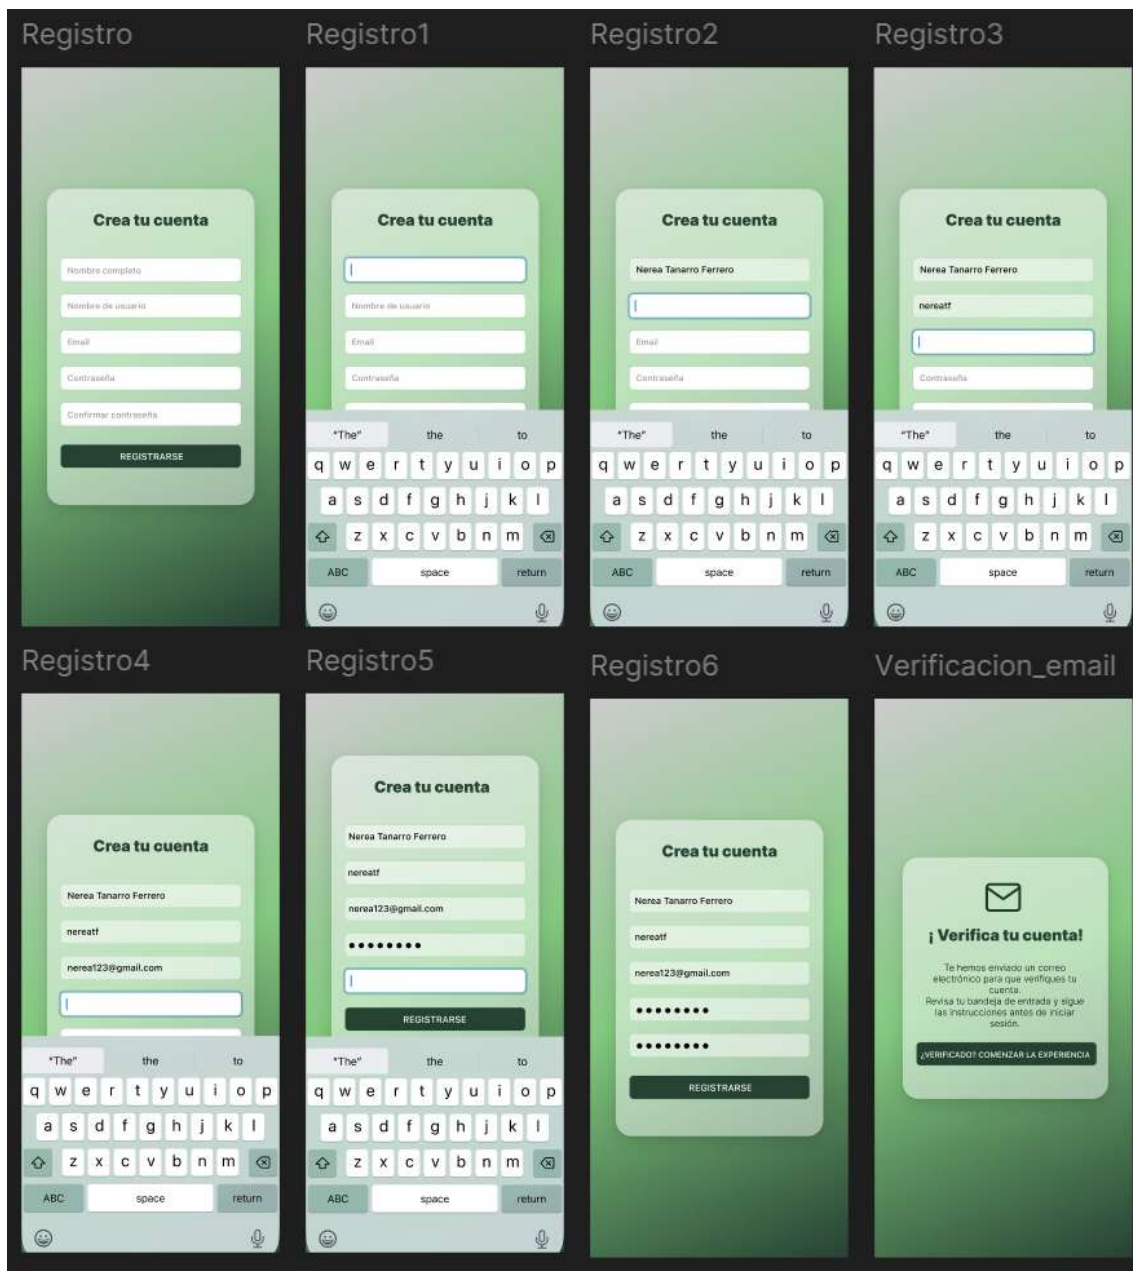 Registro
Crea tu cuenta
Nombre completo
Nombre de usuario
Email
Contraseña
Confirmar contraseña
REGISTRARSE
Registro1
Crea tu cuenta
Nombre de usuario
Email
Contraseña
"The" the to
q w e r t y u i o p
a s d f g h j k l
z x c v b n m
ABC space return
Registro2
Crea tu cuenta
Nerea Tanarro Ferrero
Email
Contraseña
"The" the to
q w e r t y u i o p
a s d f g h j k l
z x c v b n m
ABC space return
Registro3
Crea tu cuenta
Nerea Tanarro Ferrero
nereatf
Contraseña
"The" the to
q w e r t y u i o p
a s d f g h j k l
z x c v b n m
ABC space return
Registro4
Crea tu cuenta
Nerea Tanarro Ferrero
nereatf
nerea123@gmail.com
"The" the to
q w e r t y u i o p
a s d f g h j k l
z x c v b n m
ABC space return
Registro5
Crea tu cuenta
Nerea Tanarro Ferrero
nereatf
nerea123@gmail.com
••••••••
REGISTRARSE
"The" the to
q w e r t y u i o p
a s d f g h j k l
z x c v b n m
ABC space return
Registro6
Crea tu cuenta
Nerea Tanarro Ferrero
nereatf
nerea123@gmail.com
••••••••
••••••••
REGISTRARSE
Verificacion_email
¡ Verifica tu cuenta!
Te hemos enviado un correo
electrónico para que verifiques tu
cuenta.
Revisa tu bandeja de entrada y sigue
las instrucciones antes de iniciar
sesión.
¿VERIFICADO? COMENZAR LA EXPERIENCIA